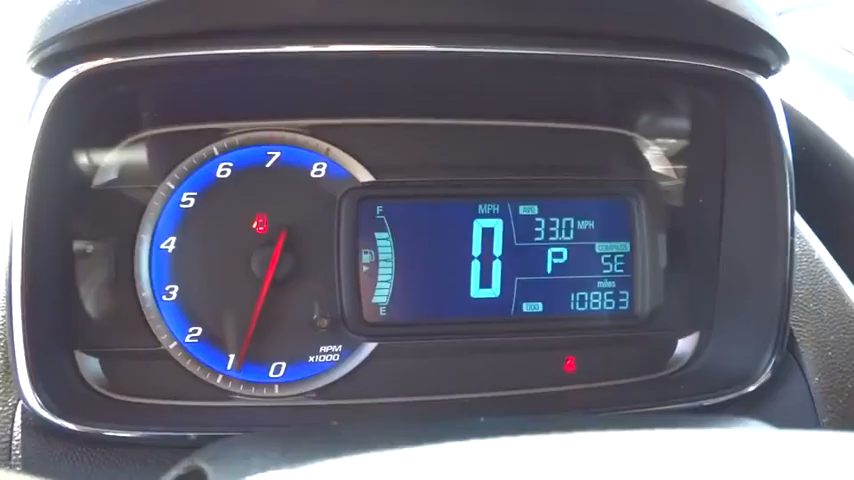 7
6 8
5
4
3
2
1
0
RPM
x1000
F
E
MPH
0
AVG
33.0 MPH
COMPASS
P SE
miles
ODO 10863